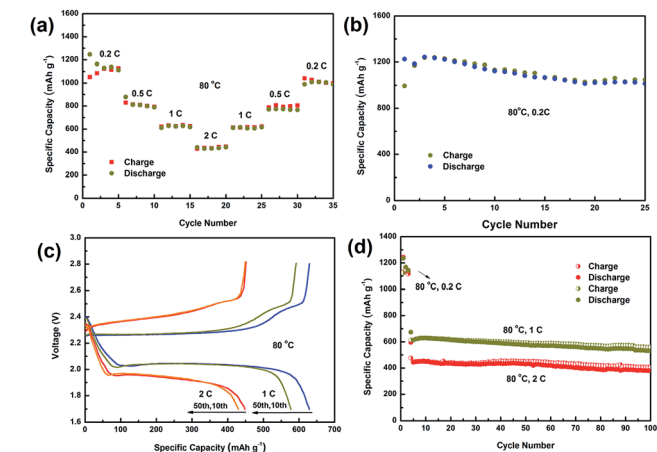 (a)
1600
1400
1200
1000
800
600
400
200
0
0 5 10 15 20 25 30 35
Specific Capacity (mAh g⁻¹)
Cycle Number
0.2 C
0.5 C
1 C
2 C
1 C
0.5 C
0.2 C
80 °C
Charge
Discharge
(b)
1600
1200
800
400
0
0 5 10 15 20 25
Specific Capacity (mAh g⁻¹)
Cycle Number
80°C, 0.2C
Charge
Discharge
(c)
2.8
2.6
2.4
2.2
2.0
1.8
1.6
0 100 200 300 400 500 600 700
Voltage (V)
Specific Capacity (mAh g⁻¹)
80 °C
2 C
50th,10th
1 C
50th,10th
(d)
1400
1200
1000
800
600
400
200
0
0 10 20 30 40 50 60 70 80 90 100
Specific Capacity (mAh g⁻¹)
Cycle Number
80 °C, 0.2 C
Charge
Discharge
Charge
Discharge
80 °C, 1 C
80 °C, 2 C